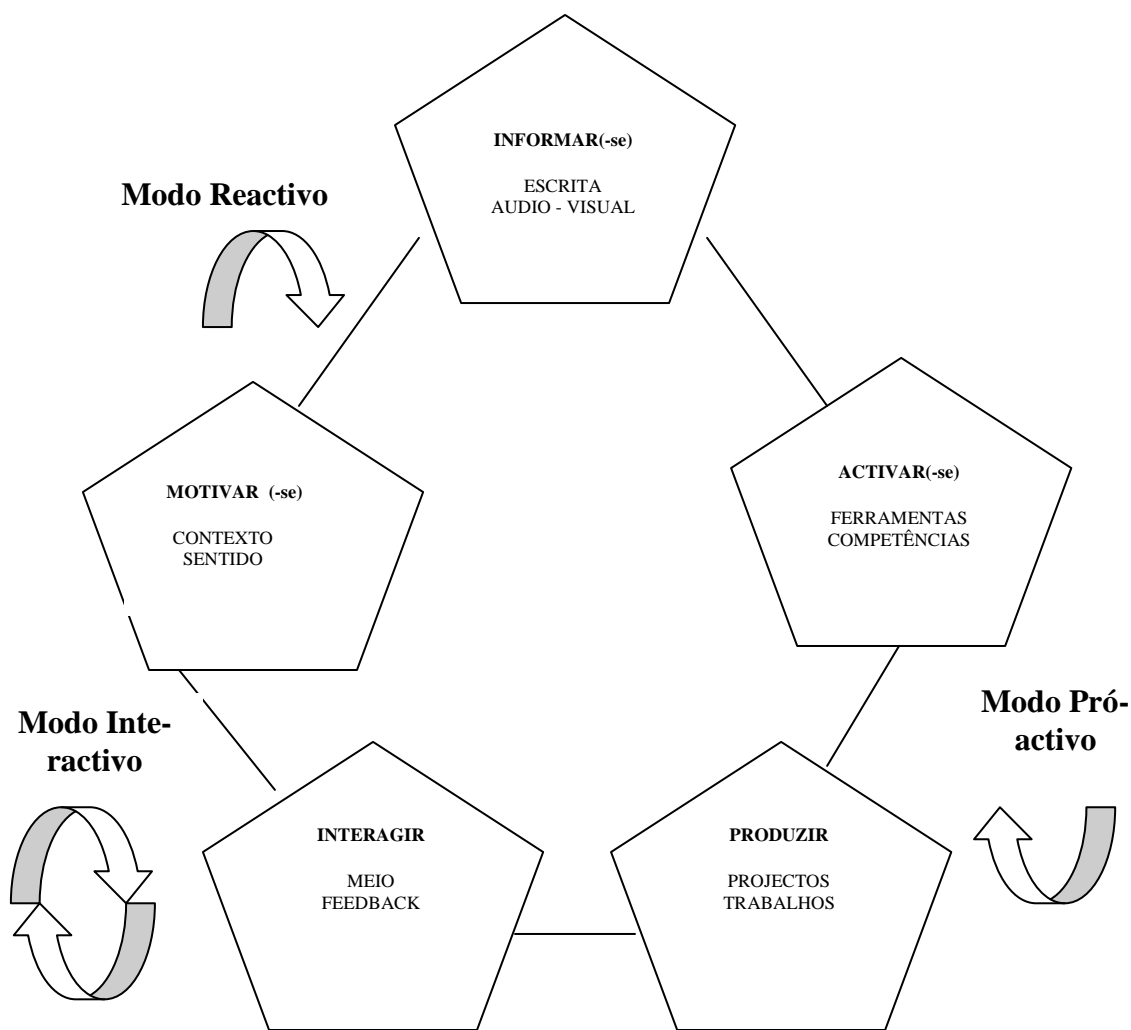 INFORMAR(-se)
ESCRITA
AUDIO - VISUAL
Modo Reactivo
MOTIVAR (-se)
CONTEXTO
SENTIDO
ACTIVAR(-se)
FERRAMENTAS
COMPETÊNCIAS
Modo Inte-
ractivo
Modo Pró-
activo
INTERAGIR
MEIO
FEEDBACK
PRODUZIR
PROJECTOS
TRABALHOS